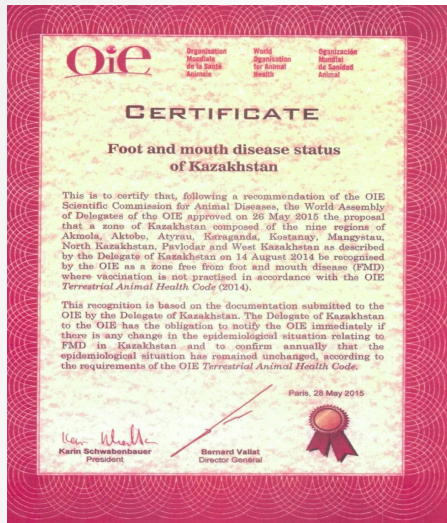 Oie
Organisation
Mondiale
de la Santé
Animale
World
Organisation
for Animal
Health
Organización
Mundial
de Sanidad
Animal
CERTIFICATE
Foot and mouth disease status
of Kazakhstan
This is to certify that, following a recommendation of the OIE
Scientific Commission for Animal Diseases, the World Assembly
of Delegates of the OIE approved on 26 May 2015 the proposal
that a zone of Kazakhstan composed of the nine regions of
Akmola, Aktobe, Atyrau, Karaganda, Kostanay, Mangystau,
North Kazakhstan, Pavlodar and West Kazakhstan as described
by the Delegate of Kazakhstan on 14 August 2014 be recognised
by the OIE as a zone free from foot and mouth disease (FMD)
where vaccination is not practised in accordance with the OIE
Terrestrial Animal Health Code (2014).
This recognition is based on the documentation submitted to the
OIE by the Delegate of Kazakhstan. The Delegate of Kazakhstan
to the OIE has the obligation to notify the OIE immediately if
there is any change in the epidemiological situation relating to
FMD in Kazakhstan and to confirm annually that the
epidemiological situation has remained unchanged, according to
the requirements of the OIE Terrestrial Animal Health Code.
Paris, 28 May 2015
Karin Schwabenbauer
President
Bernard Vallat
Director General